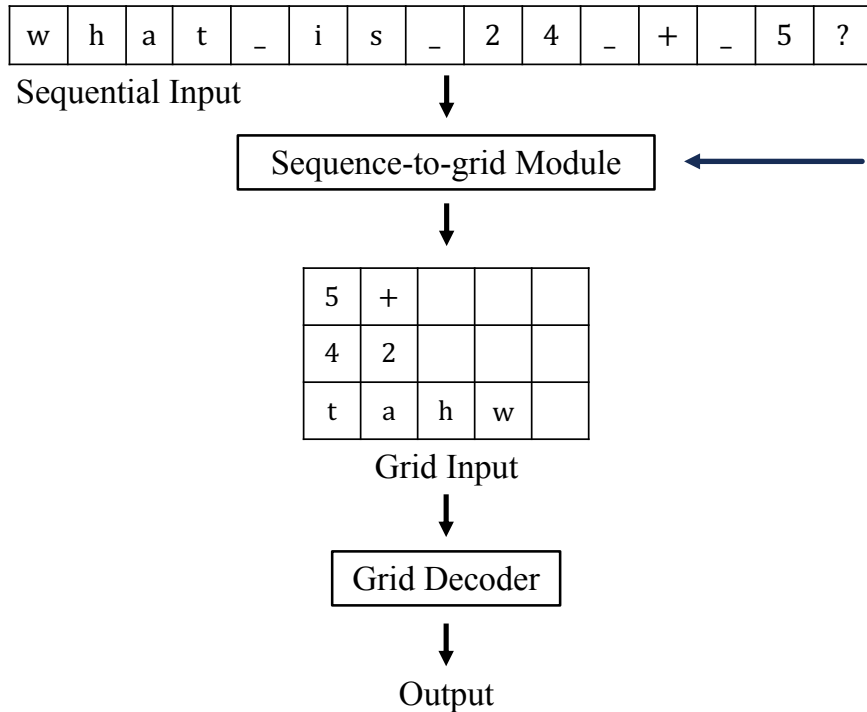 w h a t _ i s _ 2 4 _ + _ 5 ?
Sequential Input
Sequence-to-grid Module
5 +
4 2
t a h w
Grid Input
Grid Decoder
Output